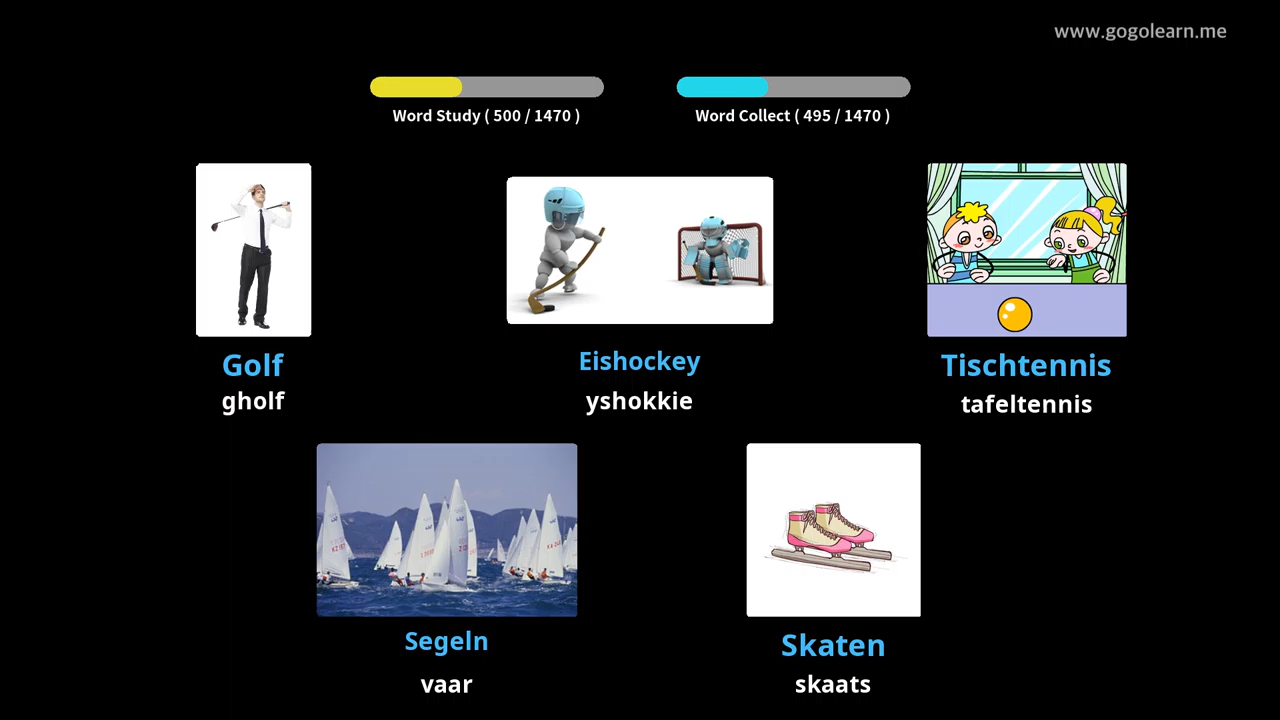 www.gogolearn.me
Word Study ( 500 / 1470 )
Word Collect ( 495 / 1470 )
Golf
gholf
Eishockey
yshokkie
Tischtennis
tafeltennis
Segeln
vaar
Skaten
skaats